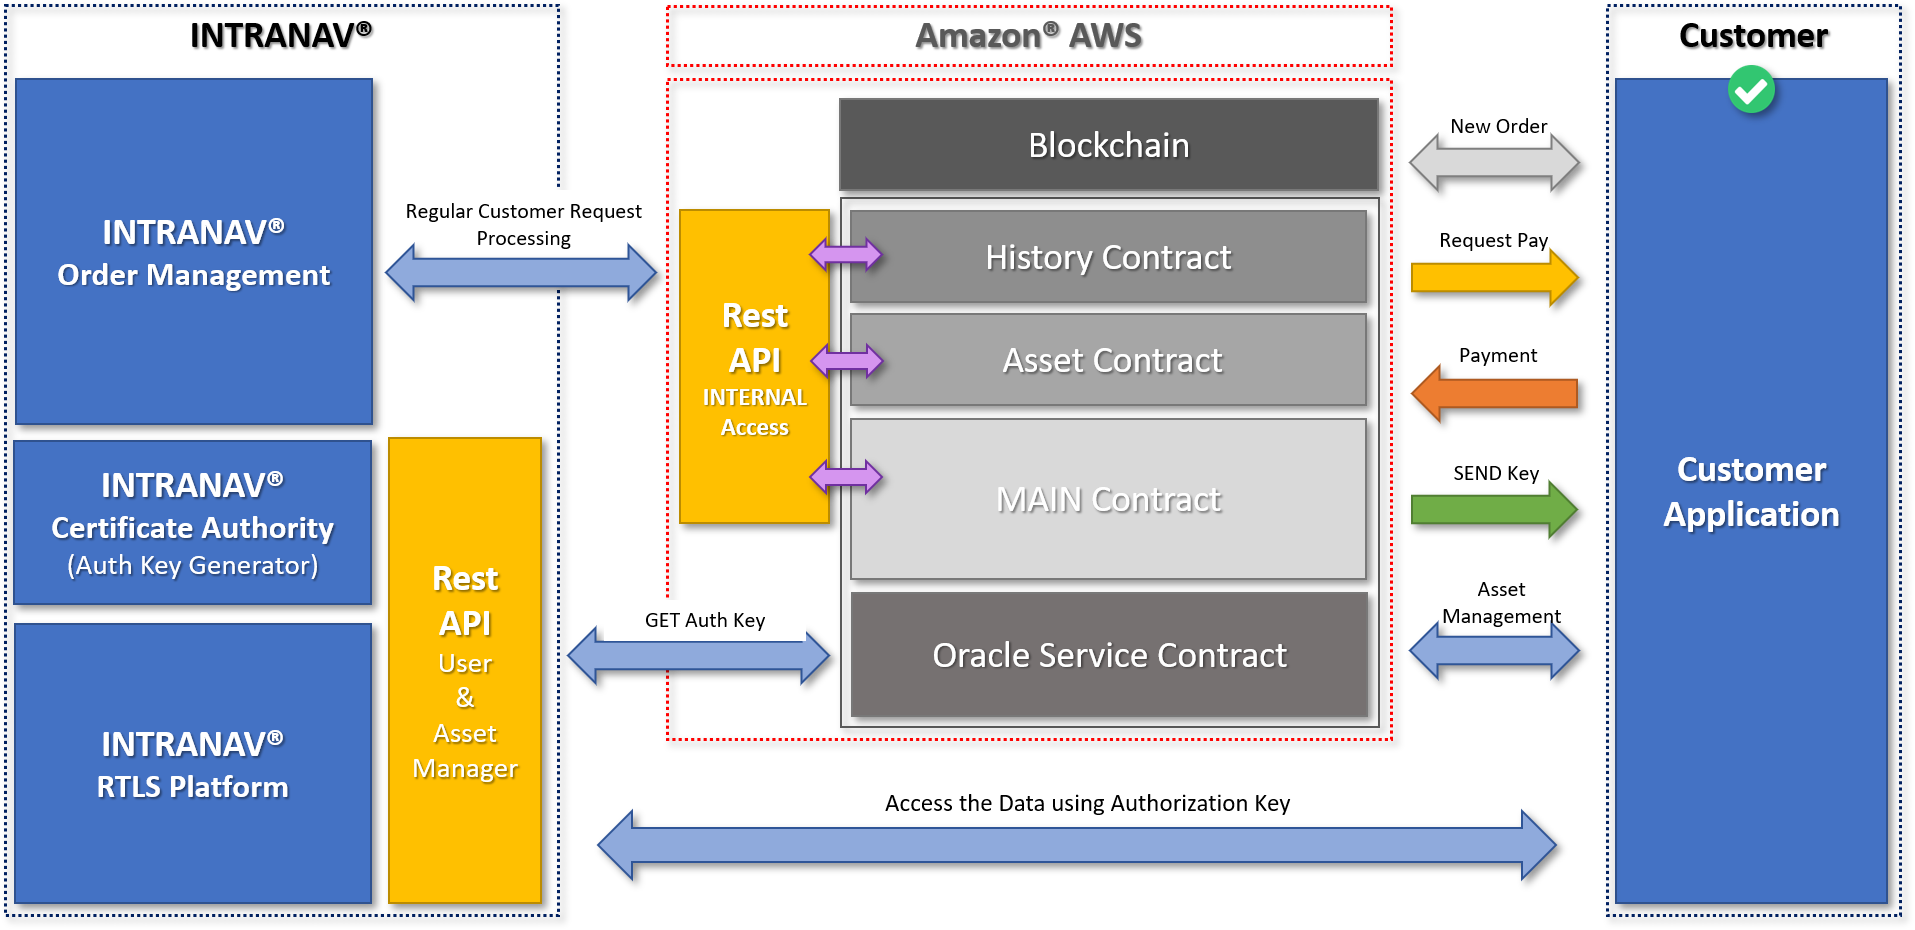 INTRANAV®
Amazon® AWS
Customer
INTRANAV®
Order Management
Regular Customer Request
Processing
INTRANAV®
Certificate Authority
(Auth Key Generator)
INTRANAV®
RTLS Platform
Rest
API
User
&
Asset
Manager
GET Auth Key
Rest
API
INTERNAL
Access
Blockchain
History Contract
Asset Contract
MAIN Contract
Oracle Service Contract
New Order
Request Pay
Payment
SEND Key
Asset
Management
Customer
Application
Access the Data using Authorization Key